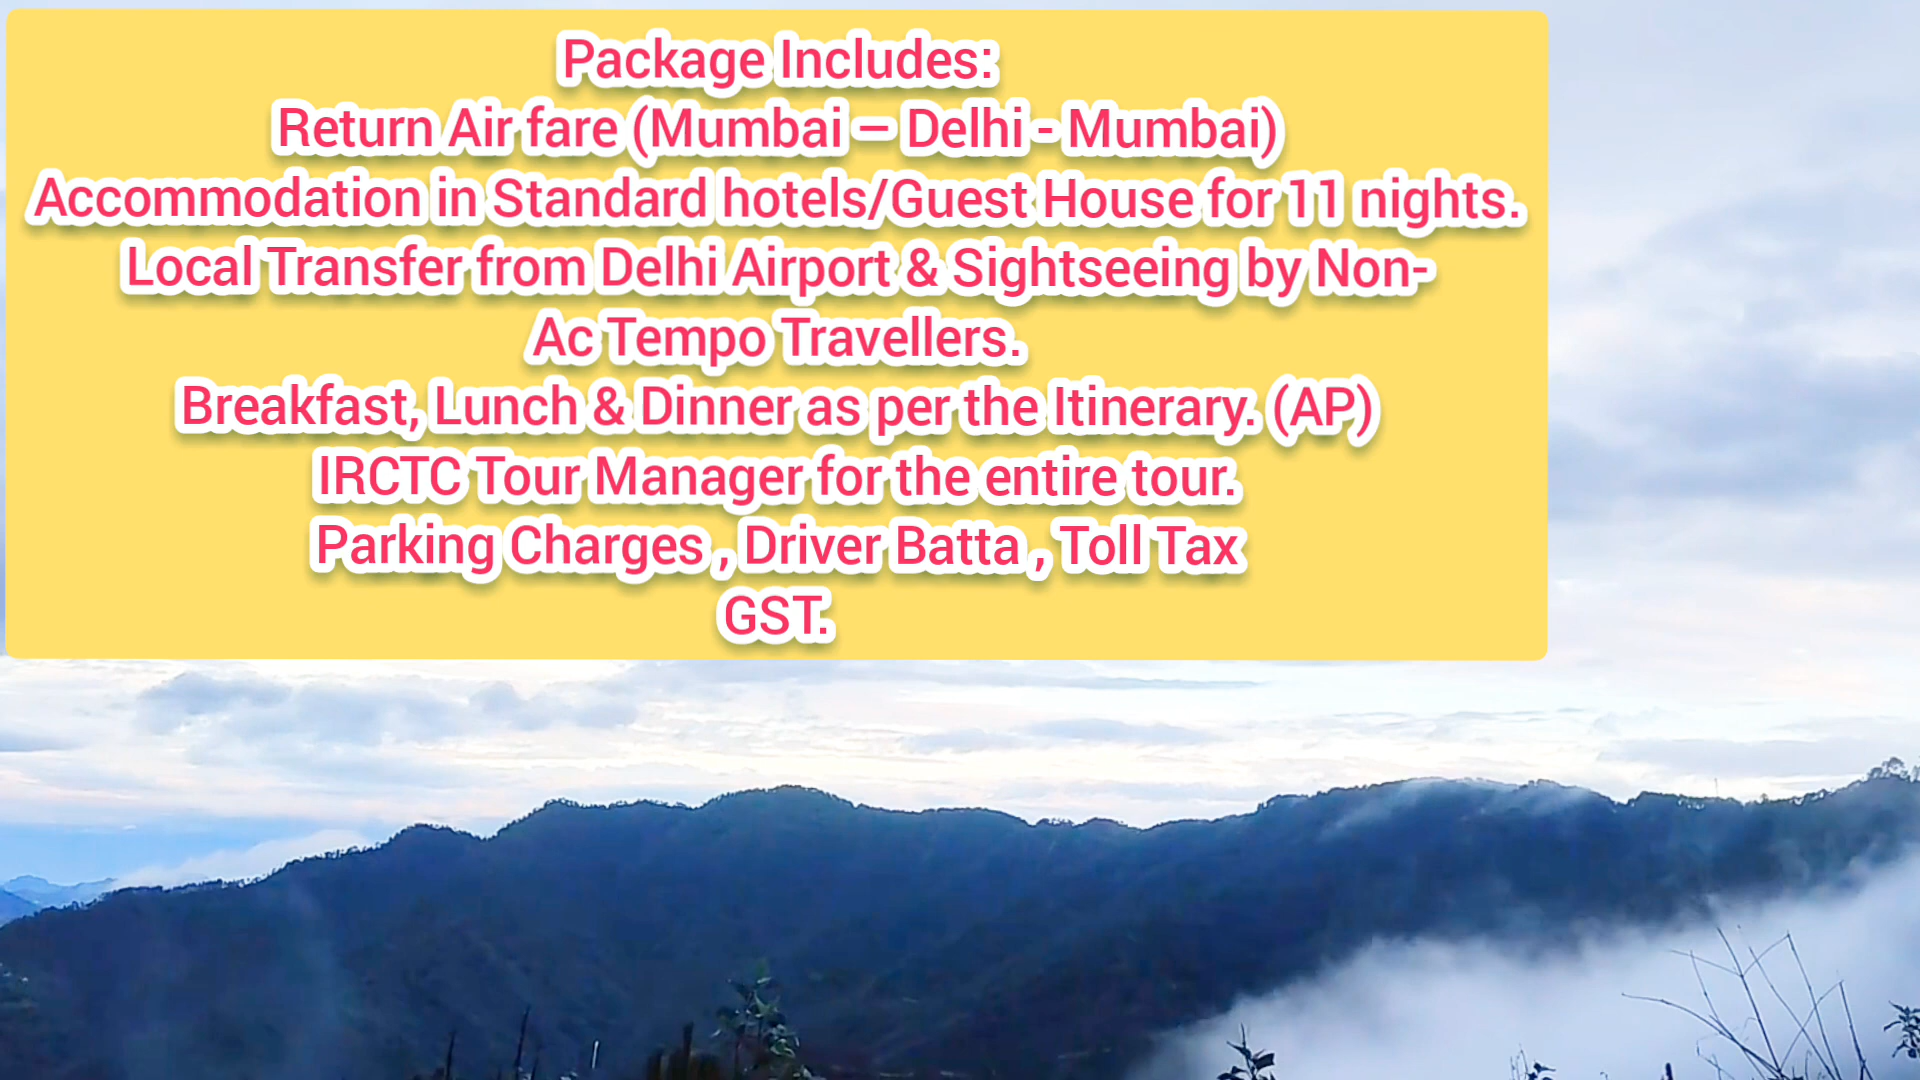 Package Includes:
Return Air fare (Mumbai – Delhi - Mumbai)
Accommodation in Standard hotels/Guest House for 11 nights.
Local Transfer from Delhi Airport & Sightseeing by Non-
Ac Tempo Travellers.
Breakfast, Lunch & Dinner as per the Itinerary. (AP)
IRCTC Tour Manager for the entire tour.
Parking Charges , Driver Batta , Toll Tax
GST.